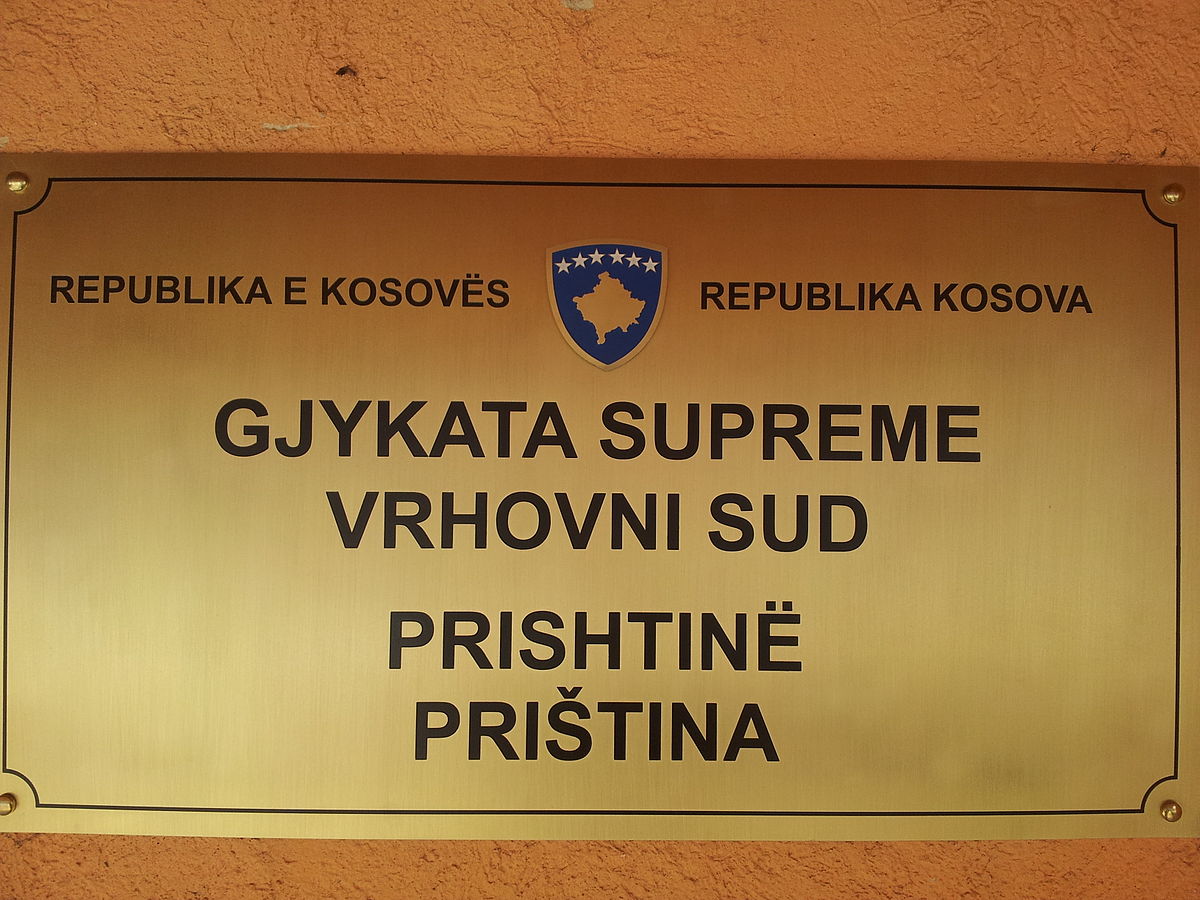 REPUBLIKA E KOSOVËS
REPUBLIKA KOSOVA
GJYKATA SUPREME
VRHOVNI SUD
PRISHTINË
PRIŠTINA